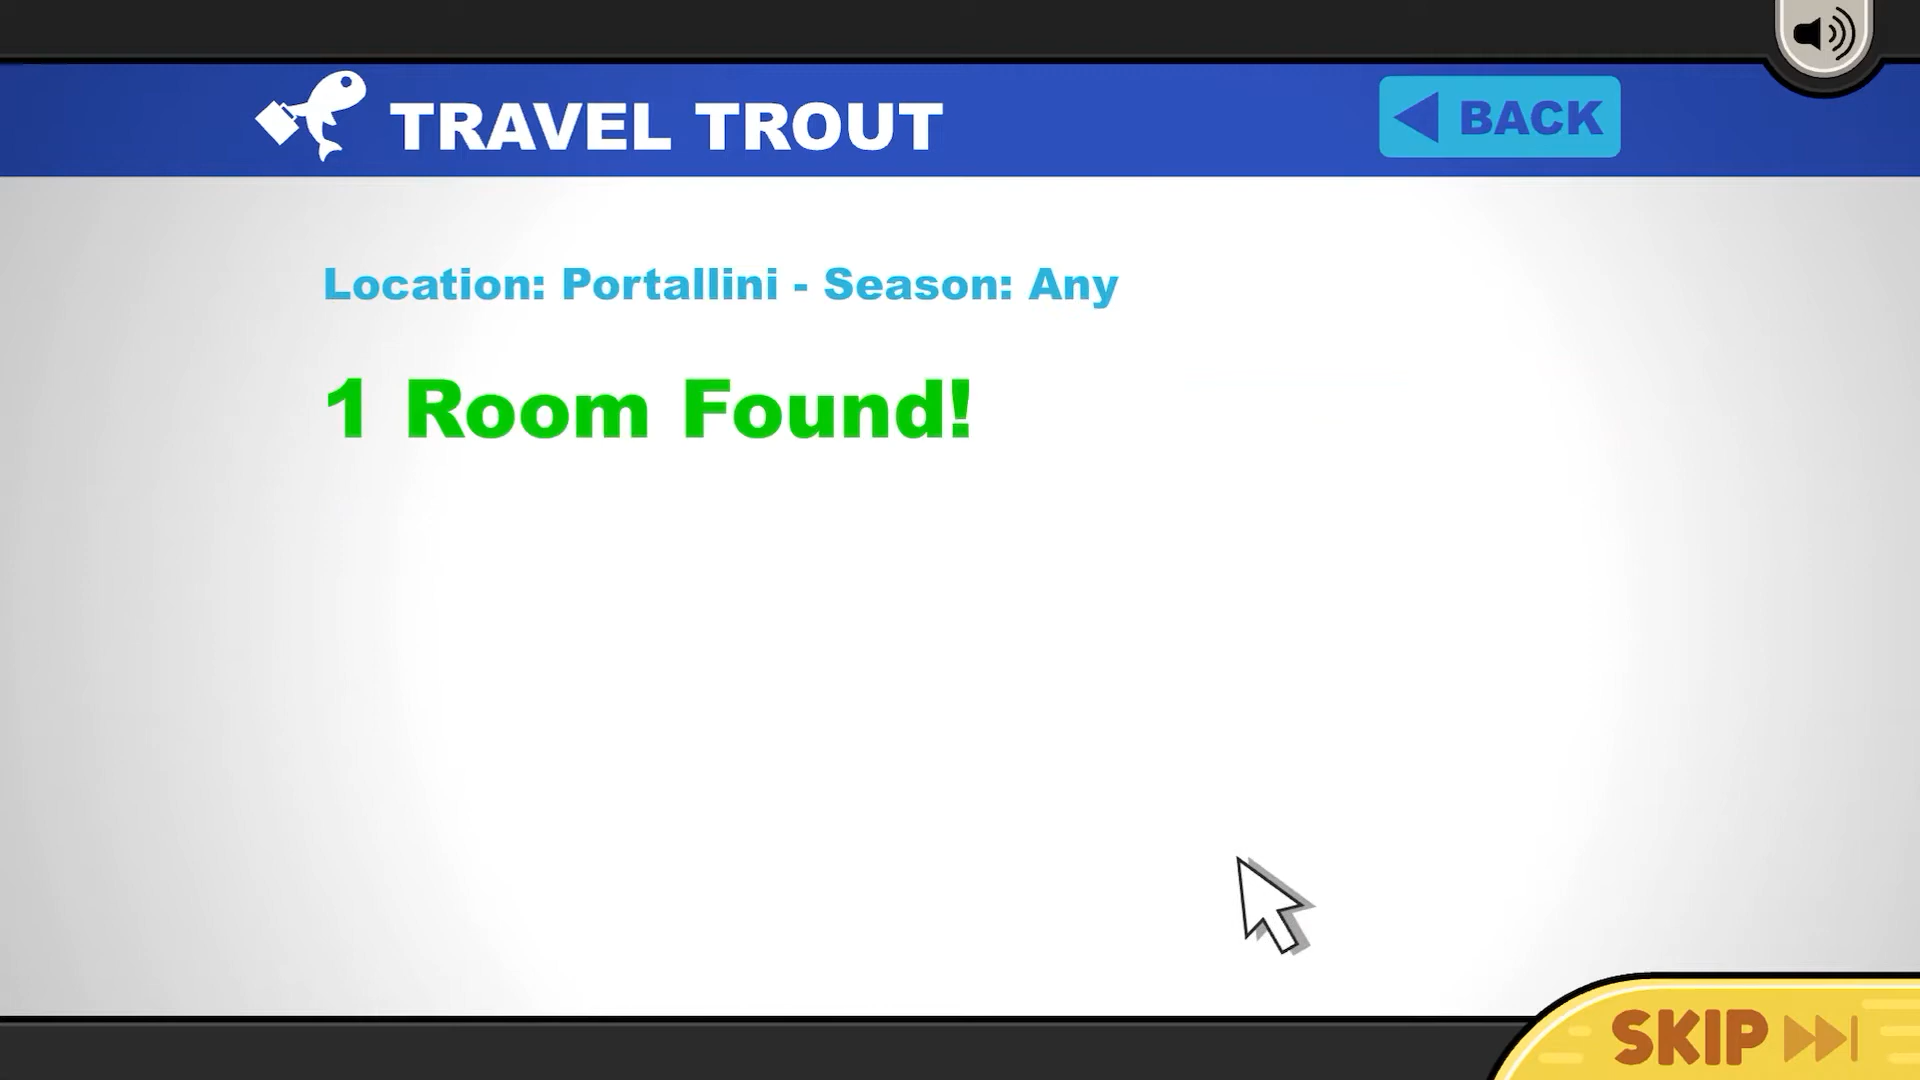 TRAVEL TROUT
BACK
Location: Portallini - Season: Any
1 Room Found!
SKIP